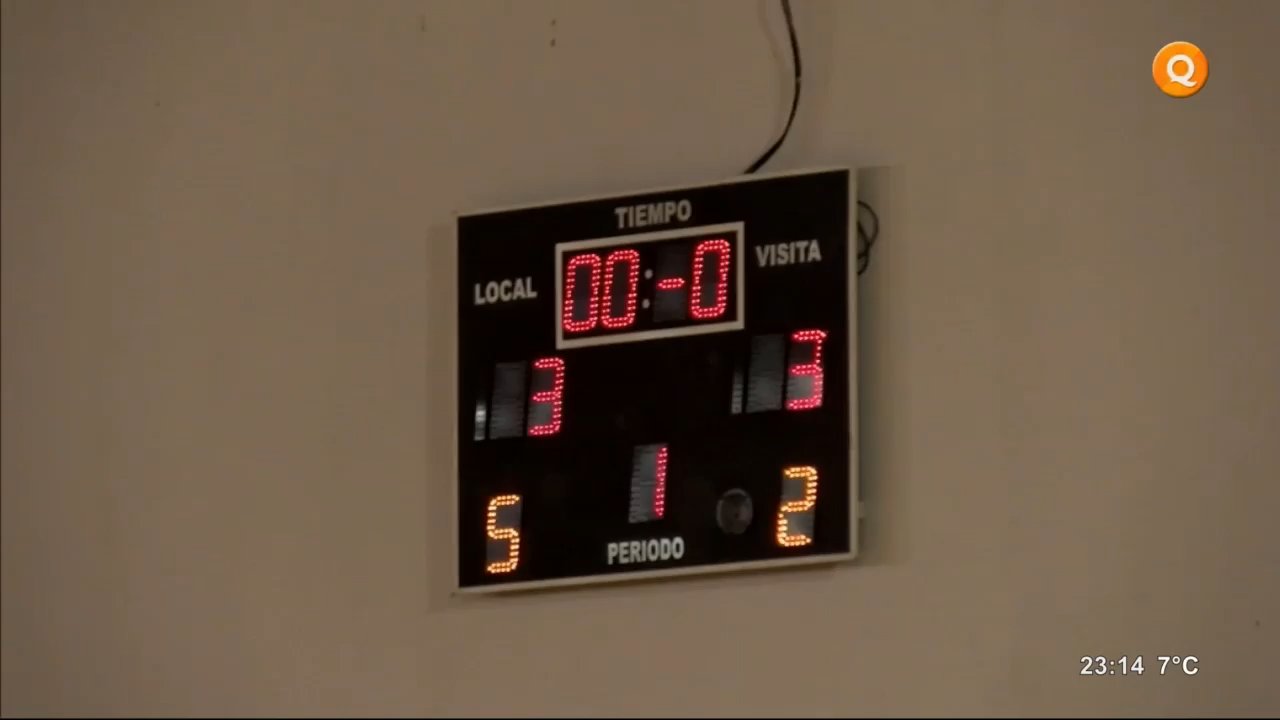 Q
TIEMPO
00:-0
LOCAL
VISITA
3
3
1
5
2
PERIODO
23:14 7°C